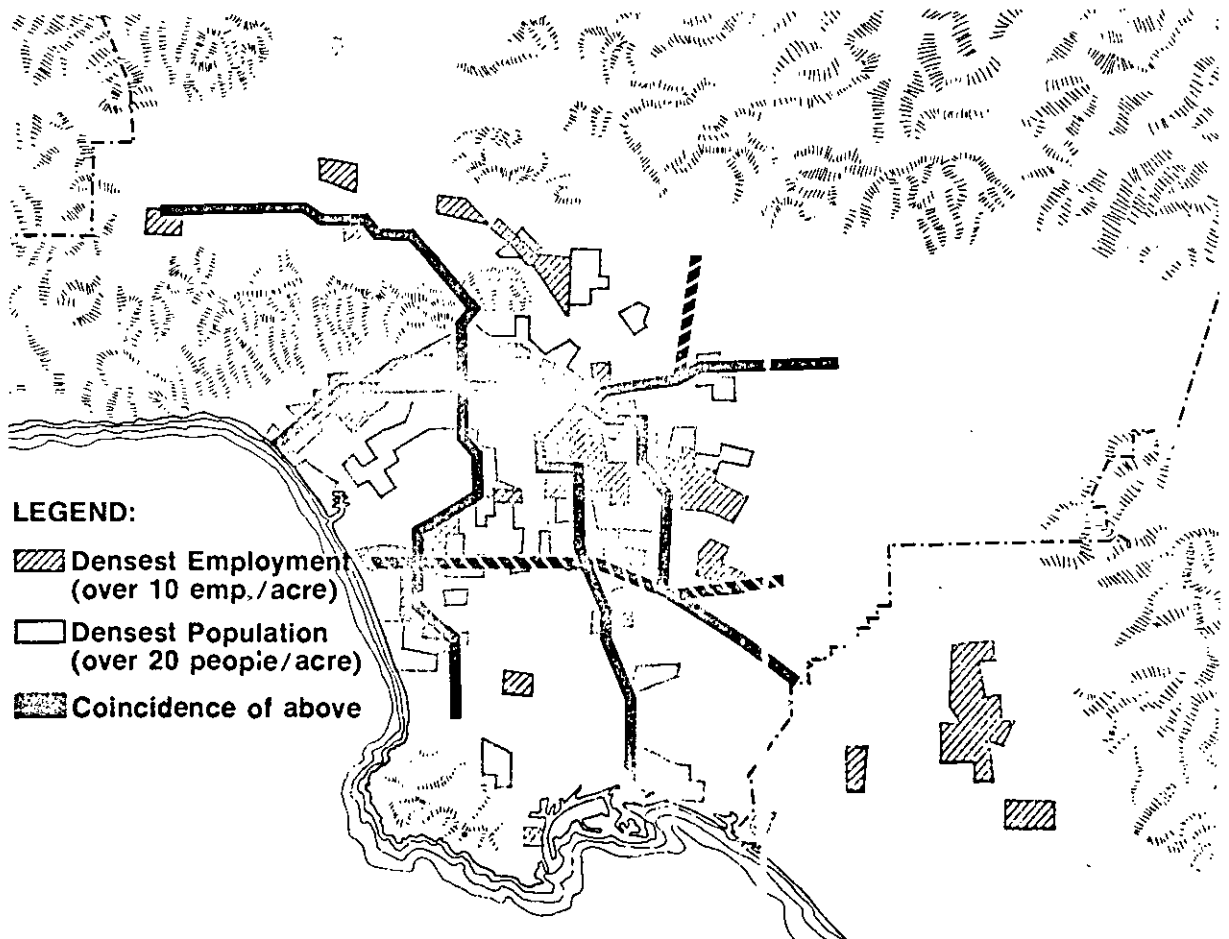 LEGEND:
Densest Employment
(over 10 emp./acre)
Densest Population
(over 20 people/acre)
Coincidence of above